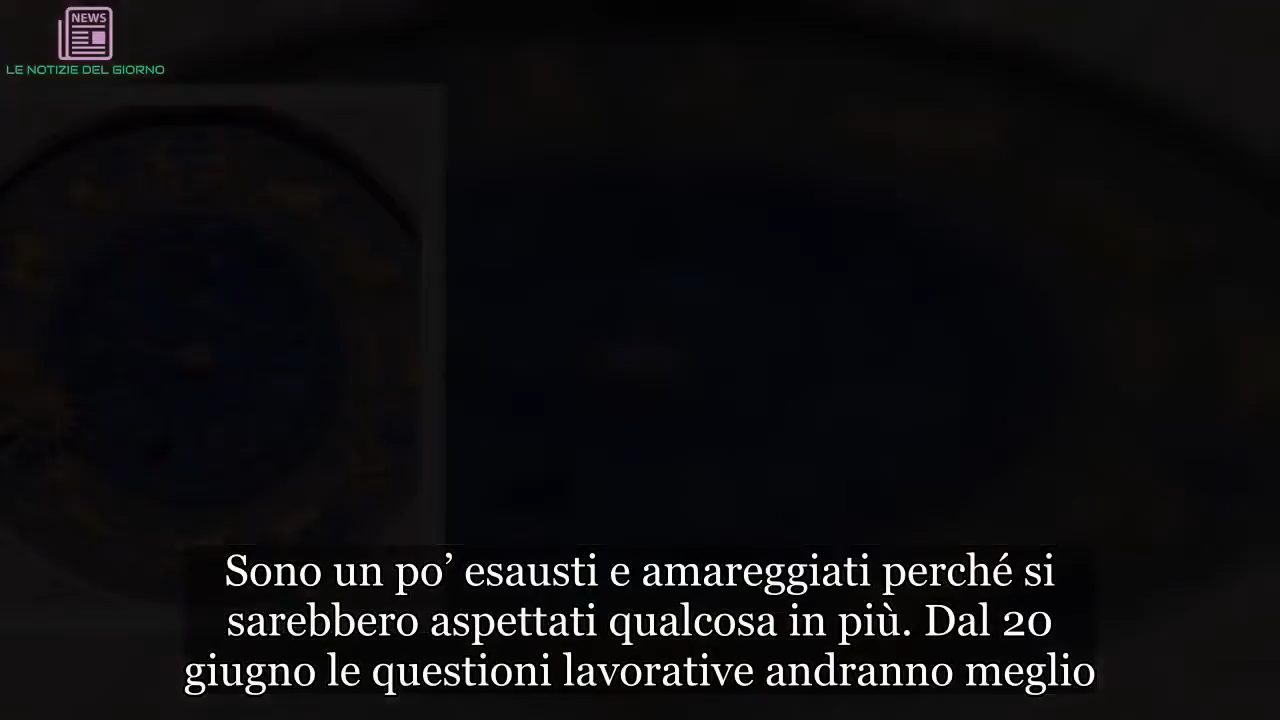 NEWS
LE NOTIZIE DEL GIORNO
Sono un po’ esausti e amareggiati perché si
sarebbero aspettati qualcosa in più. Dal 20
giugno le questioni lavorative andranno meglio